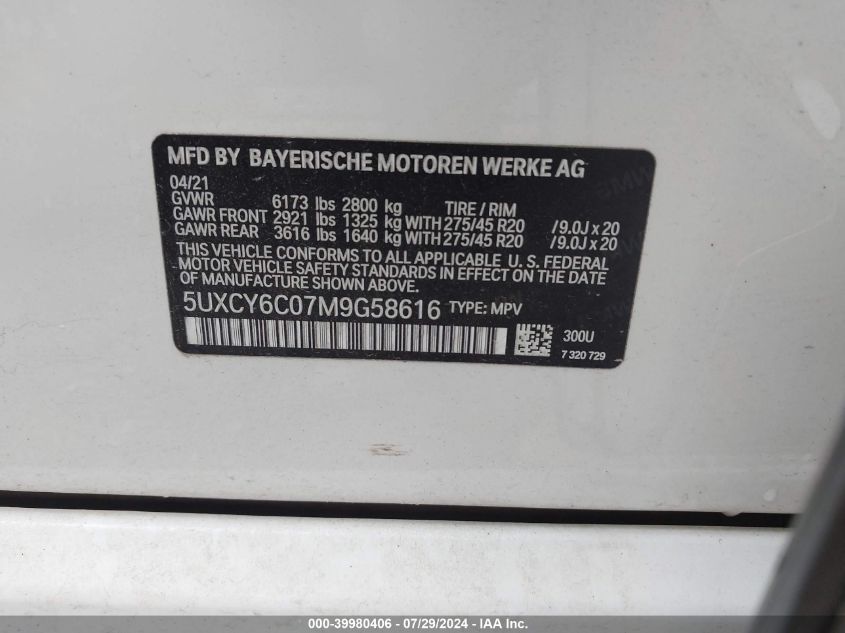 MFD BY BAYERISCHE MOTOREN WERKE AG
04/21
GVWR 6173 lbs 2800 kg TIRE / RIM
GAWR FRONT 2921 lbs 1325 kg WITH 275/45 R20 /9.0J x 20
GAWR REAR 3616 lbs 1640 kg WITH 275/45 R20 /9.0J x 20
THIS VEHICLE CONFORMS TO ALL APPLICABLE U. S. FEDERAL
MOTOR VEHICLE SAFETY STANDARDS IN EFFECT ON THE DATE
OF MANUFACTURE SHOWN ABOVE.
5UXCY6C07M9G58616 TYPE: MPV
300U
7 320 729
000-39980406 - 07/29/2024 - IAA Inc.